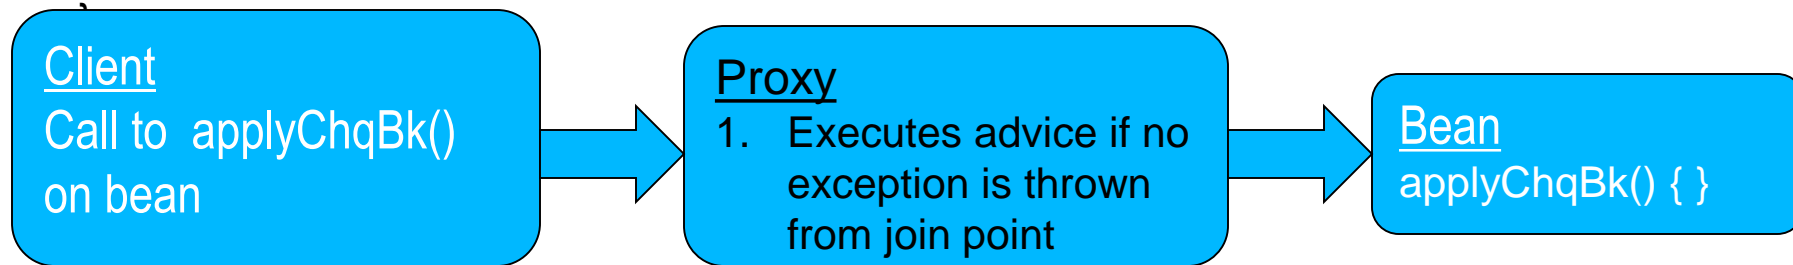 }
Client
Call to applyChqBk()
on bean
Proxy
1. Executes advice if no
exception is thrown
from join point
Bean
applyChqBk() { }